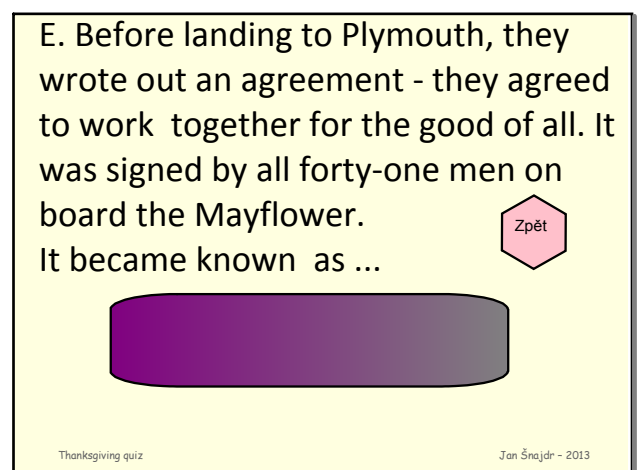 E. Before landing to Plymouth, they
wrote out an agreement - they agreed
to work  together for the good of all. It
was signed by all forty-one men on
board the Mayflower.
Zpět
It became known  as ...
Thanksgiving quiz
Jan Šnajdr – 2013